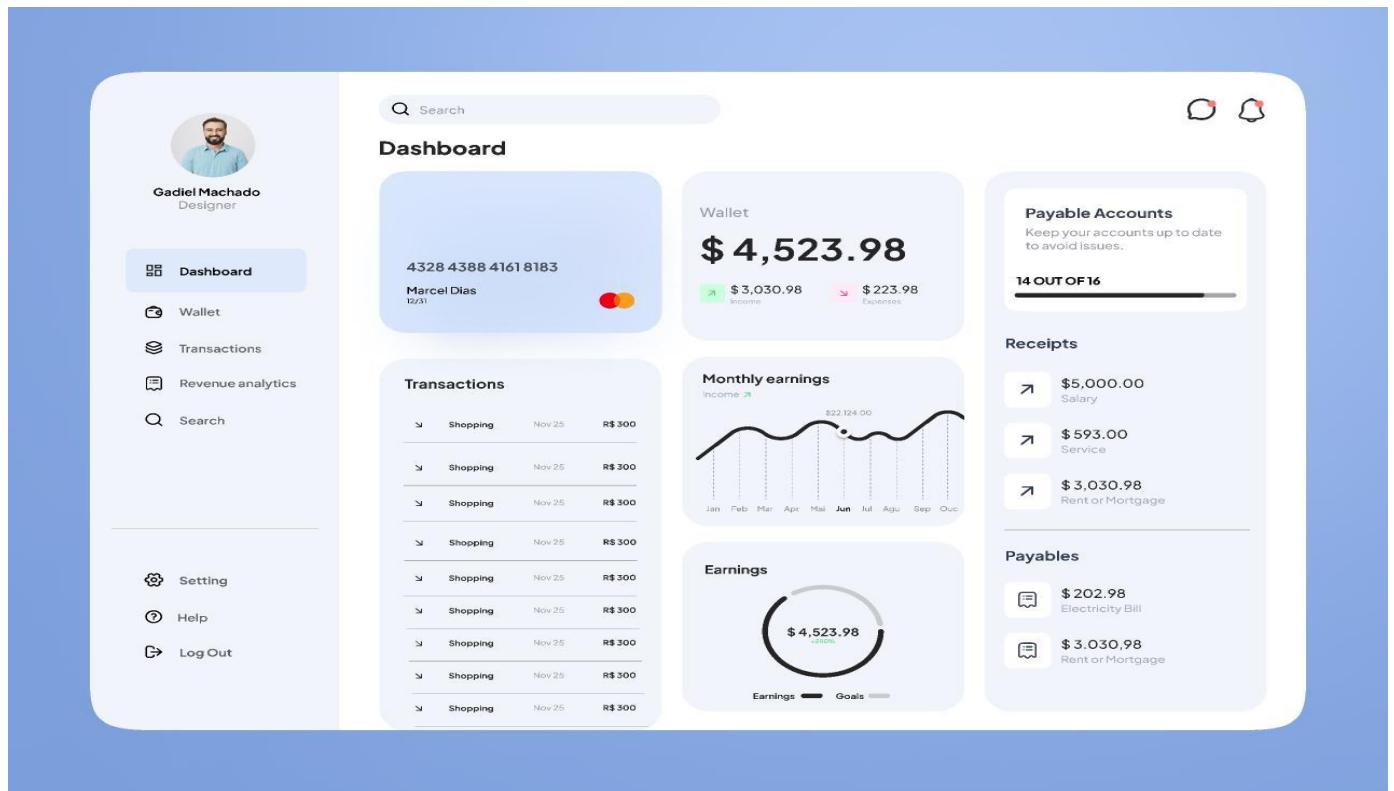 Gadiel Machado
Designer
Dashboard
Wallet
Transactions
Revenue analytics
Search
Setting
Help
Log Out
Search
Dashboard
4328 4388 4161 8183
Marcel Dias
12/31
Transactions
Shopping Nov 25 R$ 300
Shopping Nov 25 R$ 300
Shopping Nov 25 R$ 300
Shopping Nov 25 R$ 300
Shopping Nov 25 R$ 300
Shopping Nov 25 R$ 300
Shopping Nov 25 R$ 300
Shopping Nov 25 R$ 300
Shopping Nov 25 R$ 300
Wallet
$ 4,523.98
$ 3,030.98 $ 223.98
Income Expenses
Monthly earnings
Income
$22.124.00
Jan Feb Mar Apr Mai Jun Jul Agu Sep Ouc
Earnings
$ 4,523.98
+200%
Earnings Goals
Payable Accounts
Keep your accounts up to date
to avoid issues.
14 OUT OF 16
Receipts
$5,000.00
Salary
$ 593.00
Service
$ 3,030.98
Rent or Mortgage
Payables
$ 202.98
Electricity Bill
$ 3.030,98
Rent or Mortgage